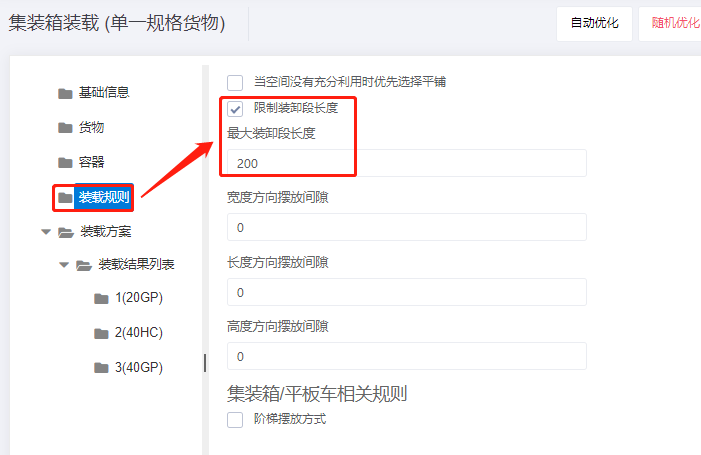 集装箱装载 (单一规格货物)
自动优化
随机优化
基础信息
货物
容器
装载规则
装载方案
装载结果列表
1(20GP)
2(40HC)
3(40GP)
当空间没有充分利用时优先选择平铺
限制装卸段长度
最大装卸段长度
200
宽度方向摆放间隙
0
长度方向摆放间隙
0
高度方向摆放间隙
0
集装箱/平板车相关规则
阶梯摆放方式